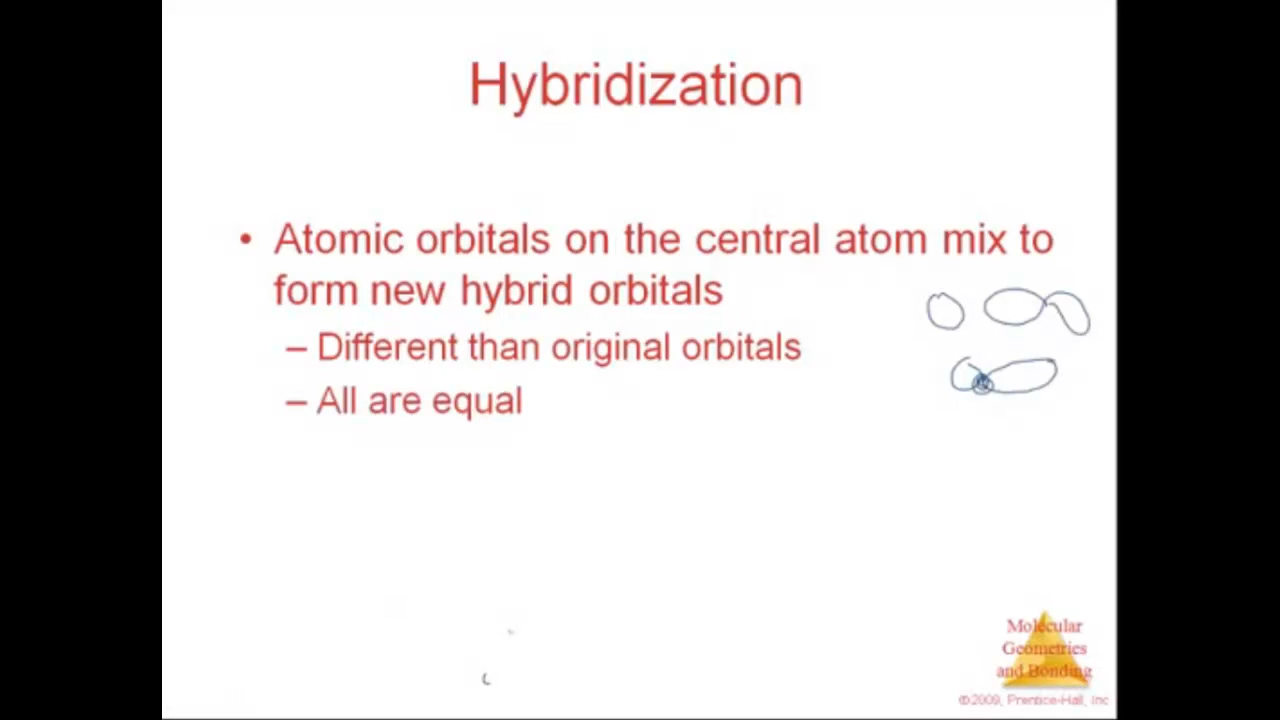 Hybridization
• Atomic orbitals on the central atom mix to
form new hybrid orbitals
– Different than original orbitals
– All are equal
Molecular
Geometries
and Bonding
©2009, Prentice-Hall, Inc